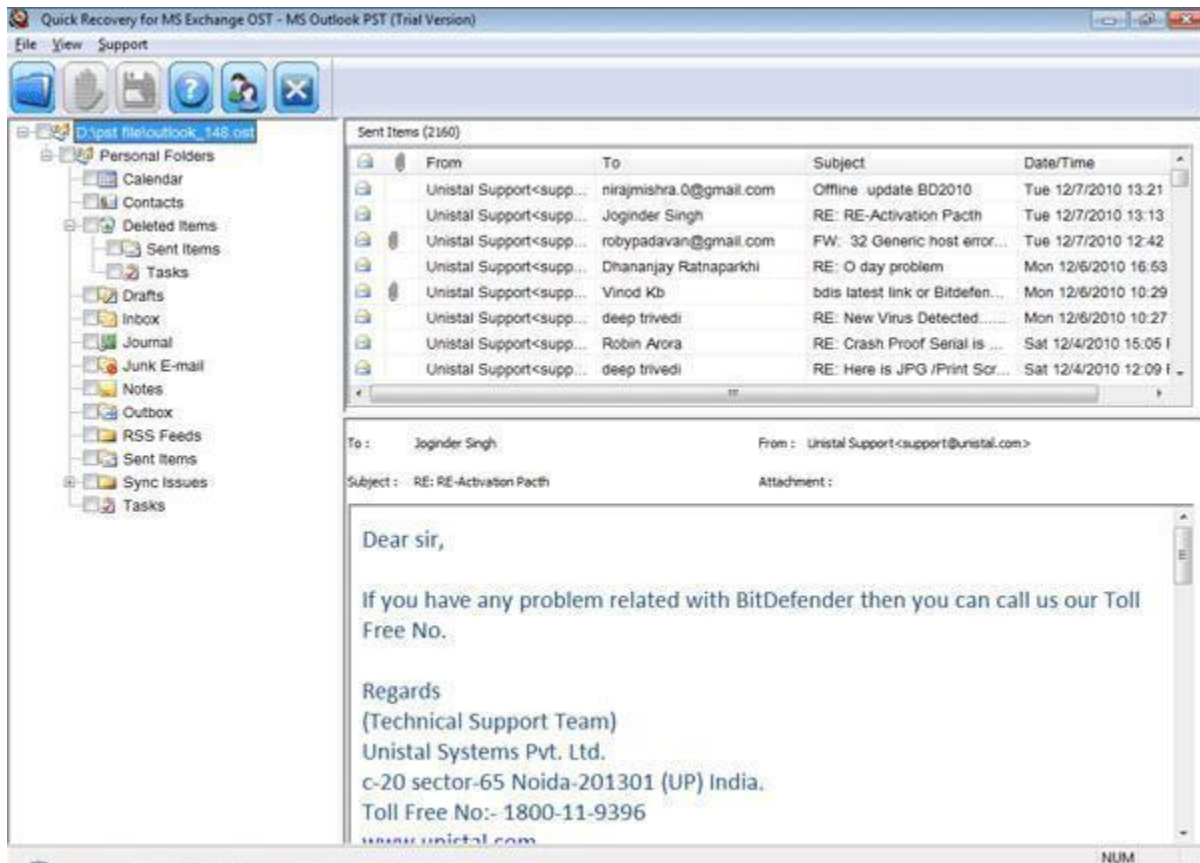 Quick Recovery for MS Exchange OST - MS Outlook PST (Trial Version)
File View Support
D:\pst file\outlook_148.ost
Personal Folders
Calendar
Contacts
Deleted Items
Sent Items
Tasks
Drafts
Inbox
Journal
Junk E-mail
Notes
Outbox
RSS Feeds
Sent Items
Sync Issues
Tasks
Sent Items (2160)
From To Subject Date/Time
Unistal Support<supp... nirajmishra.0@gmail.com Offline update BD2010 Tue 12/7/2010 13:21
Unistal Support<supp... Joginder Singh RE: RE-Activation Pacth Tue 12/7/2010 13:13
Unistal Support<supp... robypadavan@gmail.com FW: 32 Generic host error... Tue 12/7/2010 12:42
Unistal Support<supp... Dhananjay Ratnaparkhi RE: O day problem Mon 12/6/2010 16:53
Unistal Support<supp... Vinod Kb bdis latest link or Bitdefen... Mon 12/6/2010 10:29
Unistal Support<supp... deep trivedi RE: New Virus Detected...... Mon 12/6/2010 10:27
Unistal Support<supp... Robin Arora RE: Crash Proof Serial is ... Sat 12/4/2010 15:05
Unistal Support<supp... deep trivedi RE: Here is JPG /Print Scr... Sat 12/4/2010 12:09
To : Joginder Singh From : Unistal Support<support@unistal.com>
Subject : RE: RE-Activation Pacth Attachment :
Dear sir,
If you have any problem related with BitDefender then you can call us our Toll
Free No.
Regards
(Technical Support Team)
Unistal Systems Pvt. Ltd.
c-20 sector-65 Noida-201301 (UP) India.
Toll Free No:- 1800-11-9396
www.unistal.com
NUM